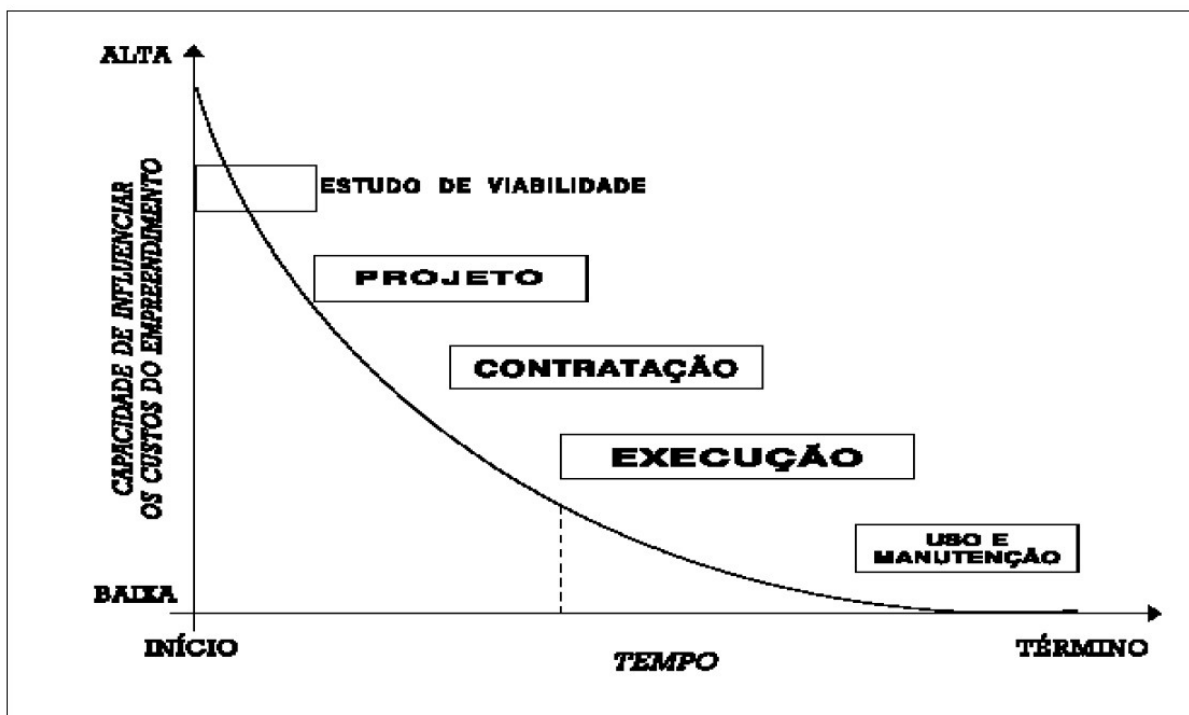 ALTA
CAPACIDADE DE INFLUENCIAR
OS CUSTOS DO EMPREENDIMENTO
ESTUDO DE VIABILIDADE
PROJETO
CONTRATAÇÃO
EXECUÇÃO
USO E
MANUTENÇÃO
BAIXA
INÍCIO
TEMPO
TÉRMINO